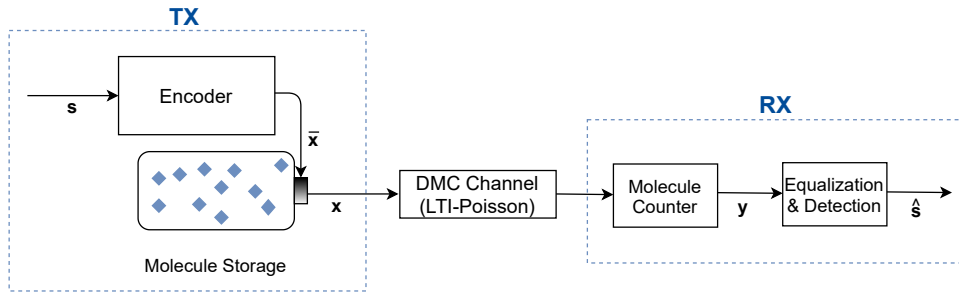 TX
s
Encoder
x̄
Molecule Storage
x
DMC Channel
(LTI-Poisson)
RX
Molecule
Counter
y
Equalization
& Detection
ŝ